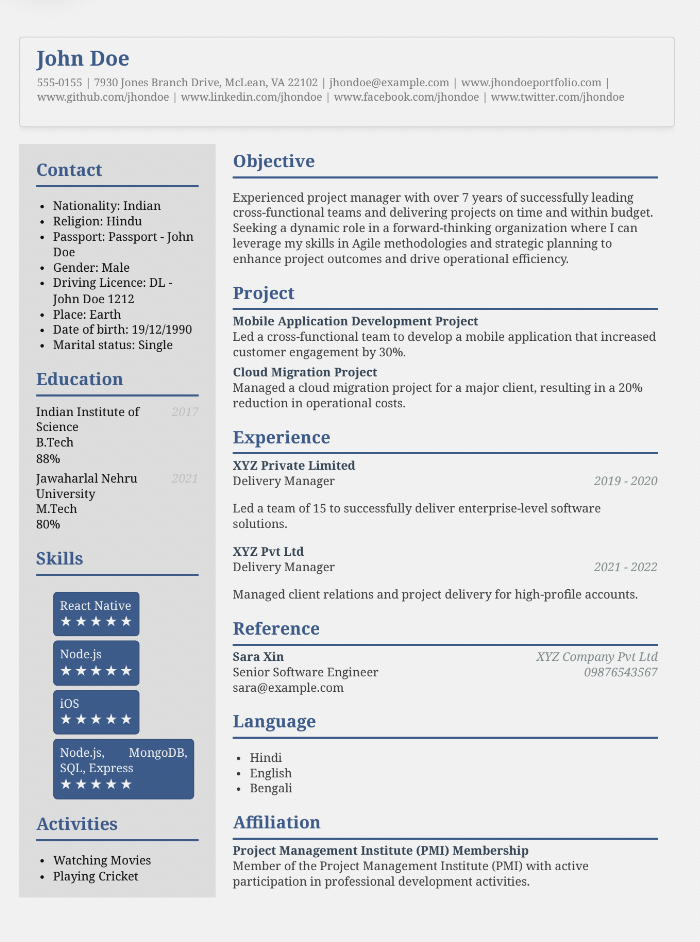 John Doe
555-0155 | 7930 Jones Branch Drive, McLean, VA 22102 | jhondoe@example.com | www.jhondoeportfolio.com |
www.github.com/jhondoe | www.linkedin.com/jhondoe | www.facebook.com/jhondoe | www.twitter.com/jhondoe
Contact
• Nationality: Indian
• Religion: Hindu
• Passport: Passport - John
Doe
• Gender: Male
• Driving Licence: DL -
John Doe 1212
• Place: Earth
• Date of birth: 19/12/1990
• Marital status: Single
Education
Indian Institute of 2017
Science
B.Tech
88%
Jawaharlal Nehru 2021
University
M.Tech
80%
Skills
React Native
★ ★ ★ ★ ★
Node.js
★ ★ ★ ★ ★
iOS
★ ★ ★ ★ ★
Node.js, MongoDB,
SQL, Express
★ ★ ★ ★ ★
Activities
• Watching Movies
• Playing Cricket
Objective
Experienced project manager with over 7 years of successfully leading
cross-functional teams and delivering projects on time and within budget.
Seeking a dynamic role in a forward-thinking organization where I can
leverage my skills in Agile methodologies and strategic planning to
enhance project outcomes and drive operational efficiency.
Project
Mobile Application Development Project
Led a cross-functional team to develop a mobile application that increased
customer engagement by 30%.
Cloud Migration Project
Managed a cloud migration project for a major client, resulting in a 20%
reduction in operational costs.
Experience
XYZ Private Limited
Delivery Manager 2019 - 2020
Led a team of 15 to successfully deliver enterprise-level software
solutions.
XYZ Pvt Ltd
Delivery Manager 2021 - 2022
Managed client relations and project delivery for high-profile accounts.
Reference
Sara Xin XYZ Company Pvt Ltd
Senior Software Engineer 09876543567
sara@example.com
Language
• Hindi
• English
• Bengali
Affiliation
Project Management Institute (PMI) Membership
Member of the Project Management Institute (PMI) with active
participation in professional development activities.